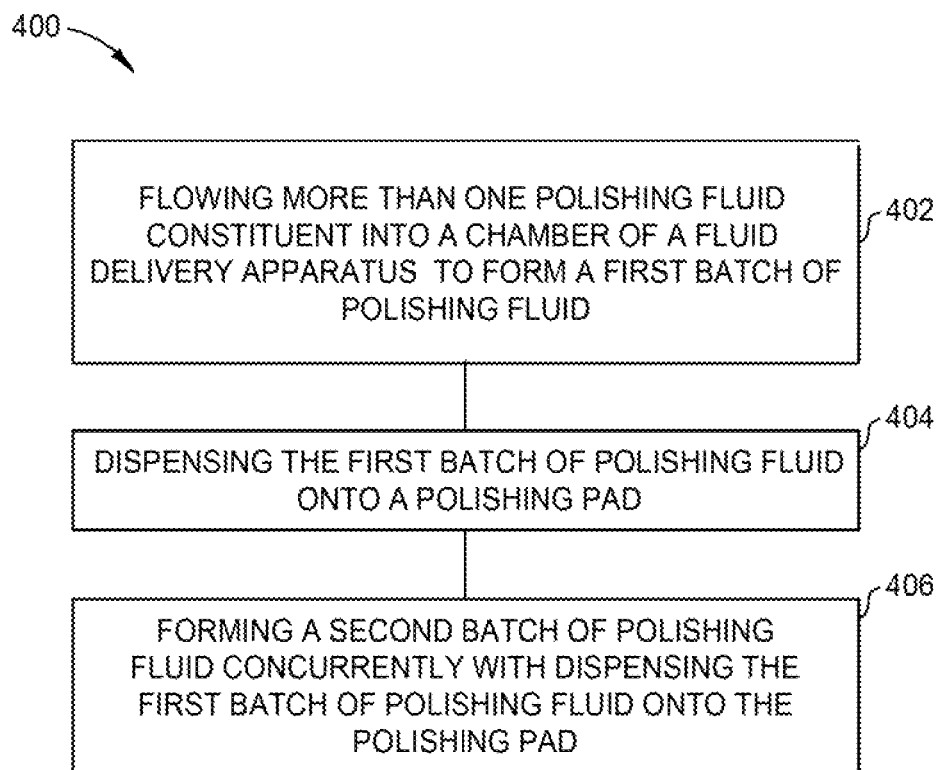 400
FLOWING MORE THAN ONE POLISHING FLUID
CONSTITUENT INTO A CHAMBER OF A FLUID
DELIVERY APPARATUS TO FORM A FIRST BATCH OF
POLISHING FLUID
402
DISPENSING THE FIRST BATCH OF POLISHING FLUID
ONTO A POLISHING PAD
404
FORMING A SECOND BATCH OF POLISHING
FLUID CONCURRENTLY WITH DISPENSING THE
FIRST BATCH OF POLISHING FLUID ONTO THE
POLISHING PAD
406